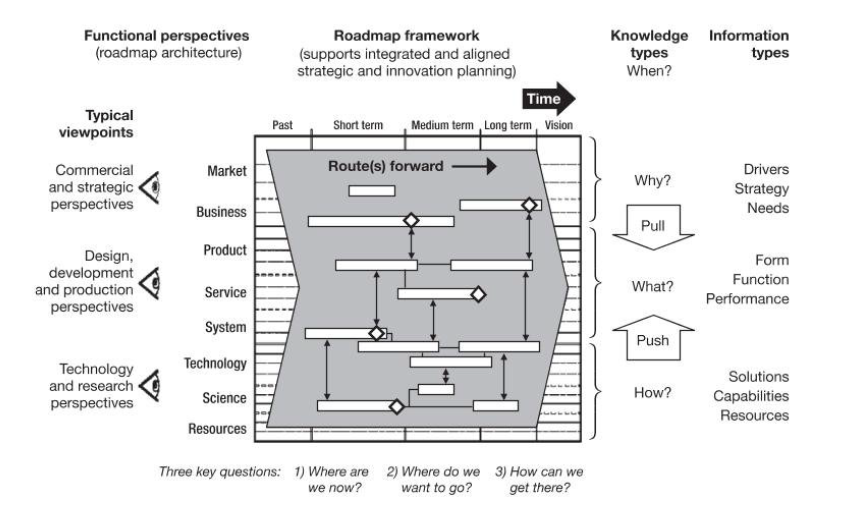 Functional perspectives
(roadmap architecture)
Roadmap framework
(supports integrated and aligned
strategic and innovation planning)
Knowledge
types
When?
Information
types
Time
Typical
viewpoints
Past
Short term
Medium term
Long term
Vision
Commercial
and strategic
perspectives
Market
Business
Route(s) forward
Why?
Drivers
Strategy
Needs
Pull
Design,
development
and production
perspectives
Product
Service
System
What?
Form
Function
Performance
Push
Technology
and research
perspectives
Technology
Science
Resources
How?
Solutions
Capabilities
Resources
Three key questions:
1) Where are
we now?
2) Where do we
want to go?
3) How can we
get there?